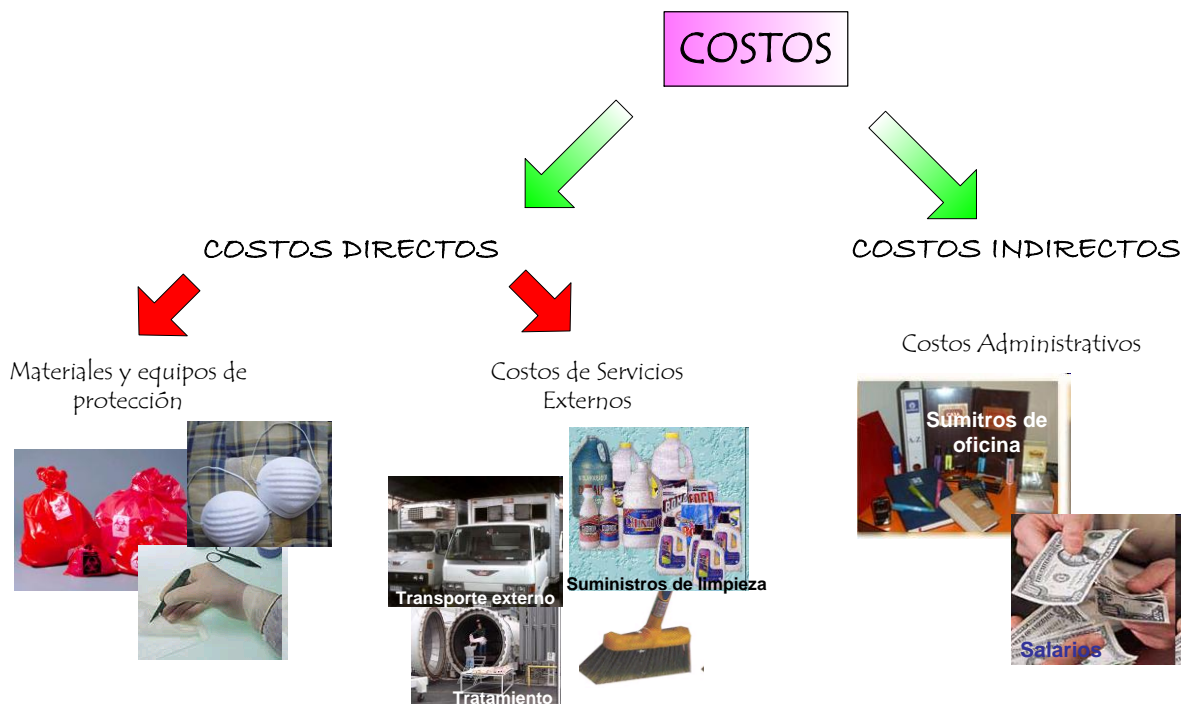 COSTOS
COSTOS DIRECTOS
COSTOS INDIRECTOS
Materiales y equipos de
protección
Costos de Servicios
Externos
Costos Administrativos
Transporte externo
Tratamiento
Suministros de limpieza
Sumitros de
oficina
A-Z
Salarios